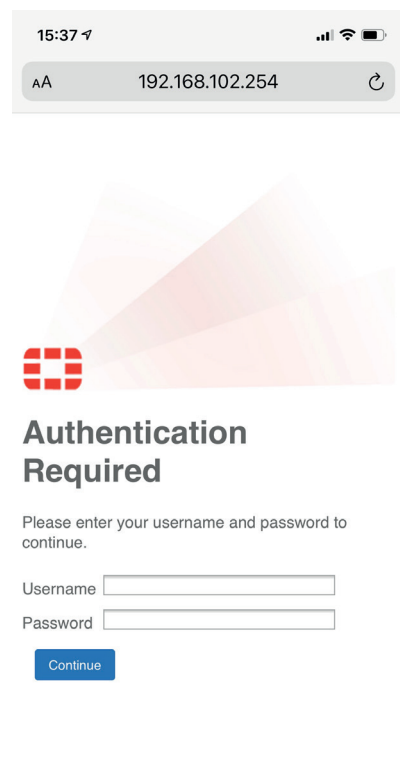 15:37
AA 192.168.102.254
Authentication
Required
Please enter your username and password to
continue.
Username
Password
Continue